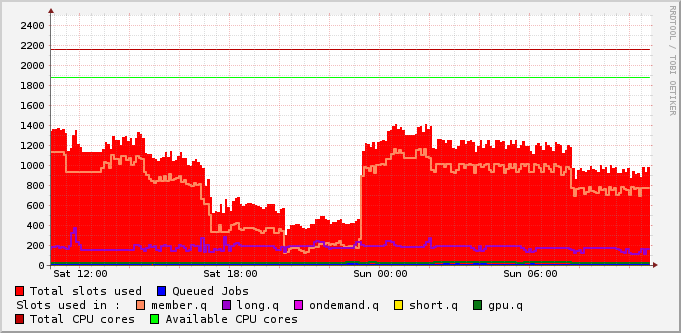 2400
2200
2000
1800
1600
1400
1200
1000
800
600
400
200
0
Sat 12:00 Sat 18:00 Sun 00:00 Sun 06:00
RRDTOOL / TOBI OETIKER
Total slots used Queued Jobs
Slots used in : member.q long.q ondemand.q short.q gpu.q
Total CPU cores Available CPU cores